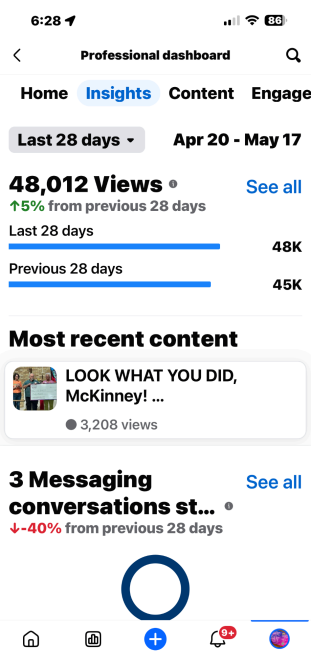 6:28
86
Professional dashboard
Home Insights Content Engage
Last 28 days Apr 20 - May 17
48,012 Views
See all
↑5% from previous 28 days
Last 28 days
48K
Previous 28 days
45K
Most recent content
LOOK WHAT YOU DID,
McKinney! ...
3,208 views
3 Messaging
conversations st...
See all
↓-40% from previous 28 days
9+